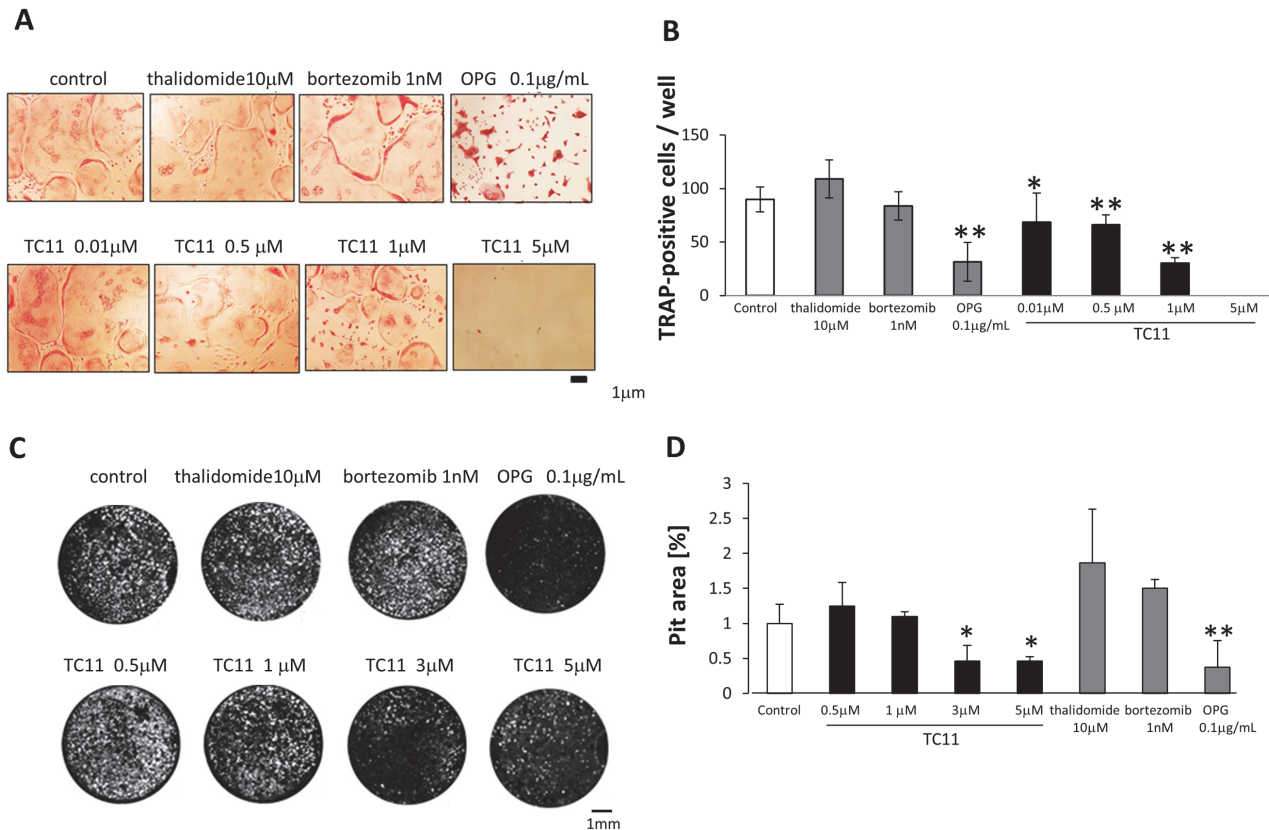 A
control thalidomide10μM bortezomib 1nM OPG 0.1μg/mL
TC11 0.01μM TC11 0.5 μM TC11 1μM TC11 5μM
1μm
B
TRAP-positive cells / well
150
100
50
0
* ** ** **
Control thalidomide 10μM bortezomib 1nM OPG 0.1μg/mL 0.01μM 0.5 μM 1μM 5μM
TC11
C
control thalidomide10μM bortezomib 1nM OPG 0.1μg/mL
TC11 0.5μM TC11 1 μM TC11 3μM TC11 5μM
1mm
D
Pit area [%]
3
2.5
2
1.5
1
0.5
0
* * **
Control 0.5μM 1 μM 3μM 5μM thalidomide 10μM bortezomib 1nM OPG 0.1μg/mL
TC11